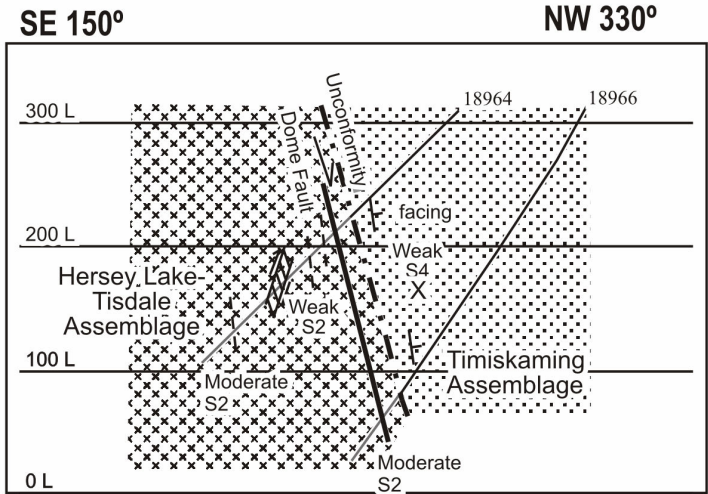 SE 150º
NW 330º
18964
18966
300 L
Unconformity
Dome Fault
facing
200 L
Weak
S4
Hersey Lake-
Tisdale
Assemblage
Weak
S2
100 L
Moderate
S2
Timiskaming
Assemblage
Moderate
S2
0 L